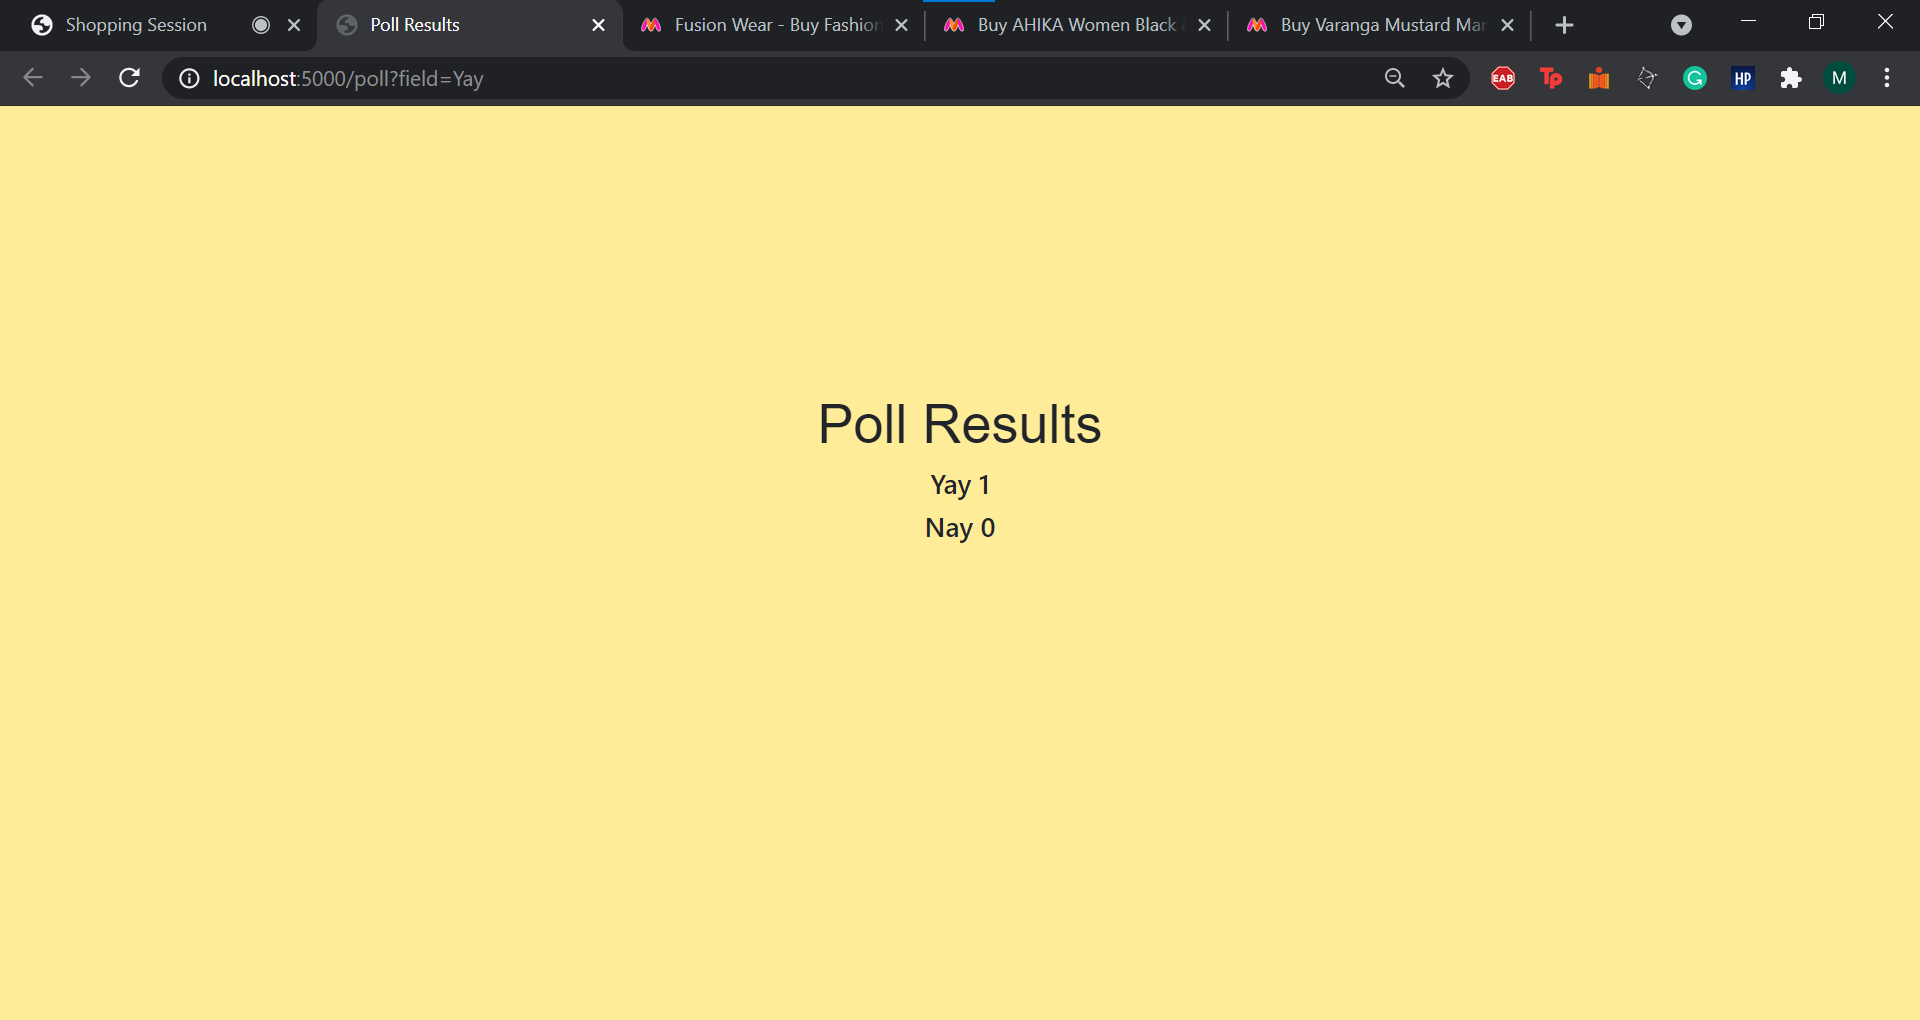 Shopping Session
Poll Results
Fusion Wear - Buy Fashion
Buy AHIKA Women Black
Buy Varanga Mustard Mar
localhost:5000/poll?field=Yay
EAB
Tp
G
HP
M
Poll Results
Yay 1
Nay 0